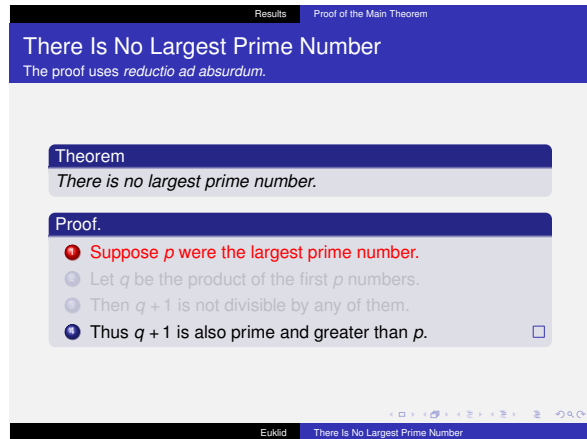 Results Proof of the Main Theorem
There Is No Largest Prime Number
The proof uses reductio ad absurdum.
Theorem
There is no largest prime number.
Proof.
1 Suppose p were the largest prime number.
2 Let q be the product of the first p numbers.
3 Then q + 1 is not divisible by any of them.
4 Thus q + 1 is also prime and greater than p.
Euklid There Is No Largest Prime Number